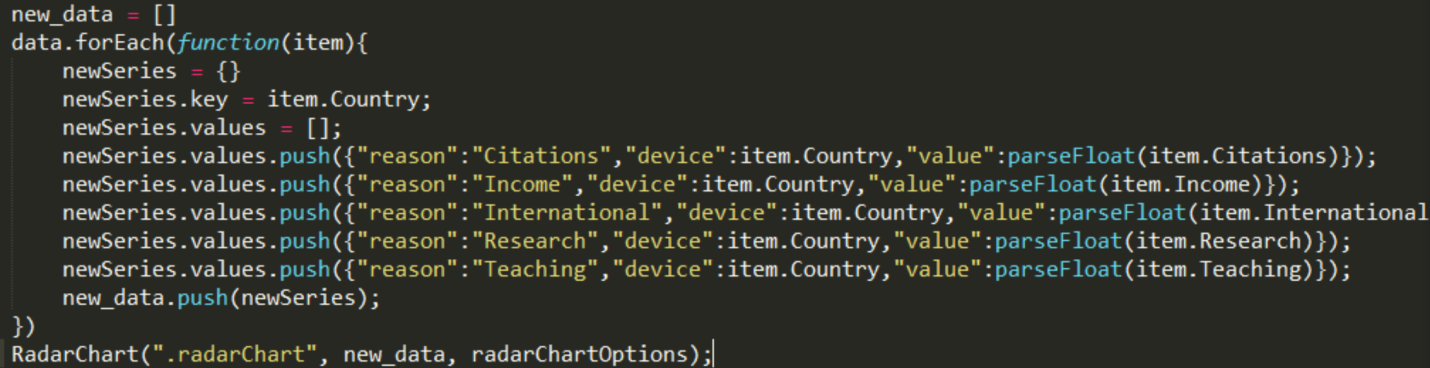 new_data = []
data.forEach(function(item){
    newSeries = {}
    newSeries.key = item.Country;
    newSeries.values = [];
    newSeries.values.push({"reason":"Citations","device":item.Country,"value":parseFloat(item.Citations)});
    newSeries.values.push({"reason":"Income","device":item.Country,"value":parseFloat(item.Income)});
    newSeries.values.push({"reason":"International","device":item.Country,"value":parseFloat(item.International
    newSeries.values.push({"reason":"Research","device":item.Country,"value":parseFloat(item.Research)});
    newSeries.values.push({"reason":"Teaching","device":item.Country,"value":parseFloat(item.Teaching)});
    new_data.push(newSeries);
})
RadarChart(".radarChart", new_data, radarChartOptions);